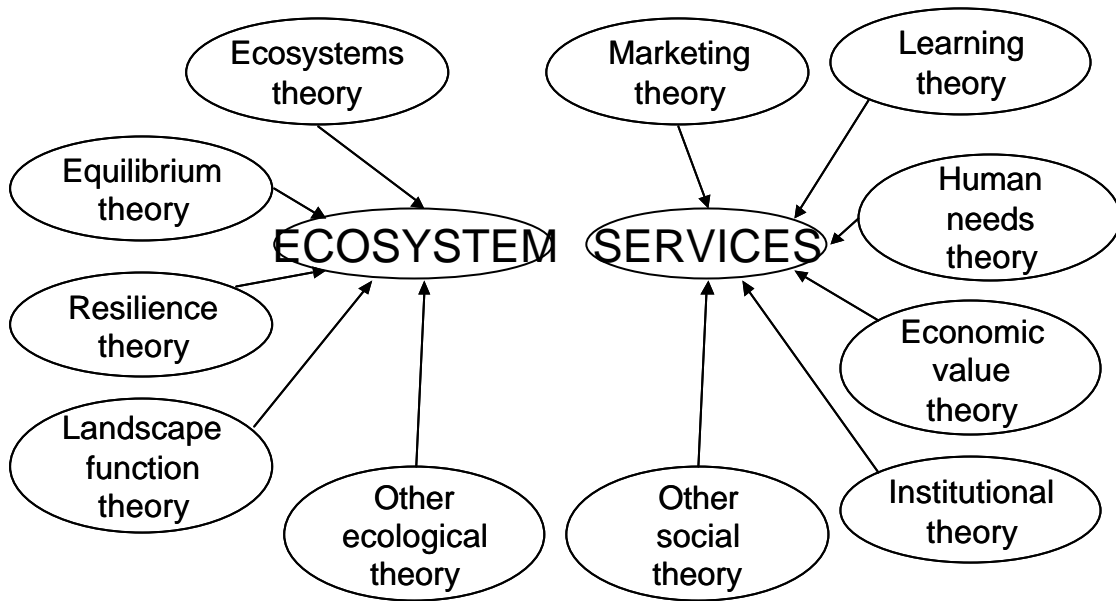 Ecosystems
theory
Marketing
theory
Learning
theory
Equilibrium
theory
Human
needs
theory
ECOSYSTEM
SERVICES
Resilience
theory
Economic
value
theory
Landscape
function
theory
Other
ecological
theory
Other
social
theory
Institutional
theory